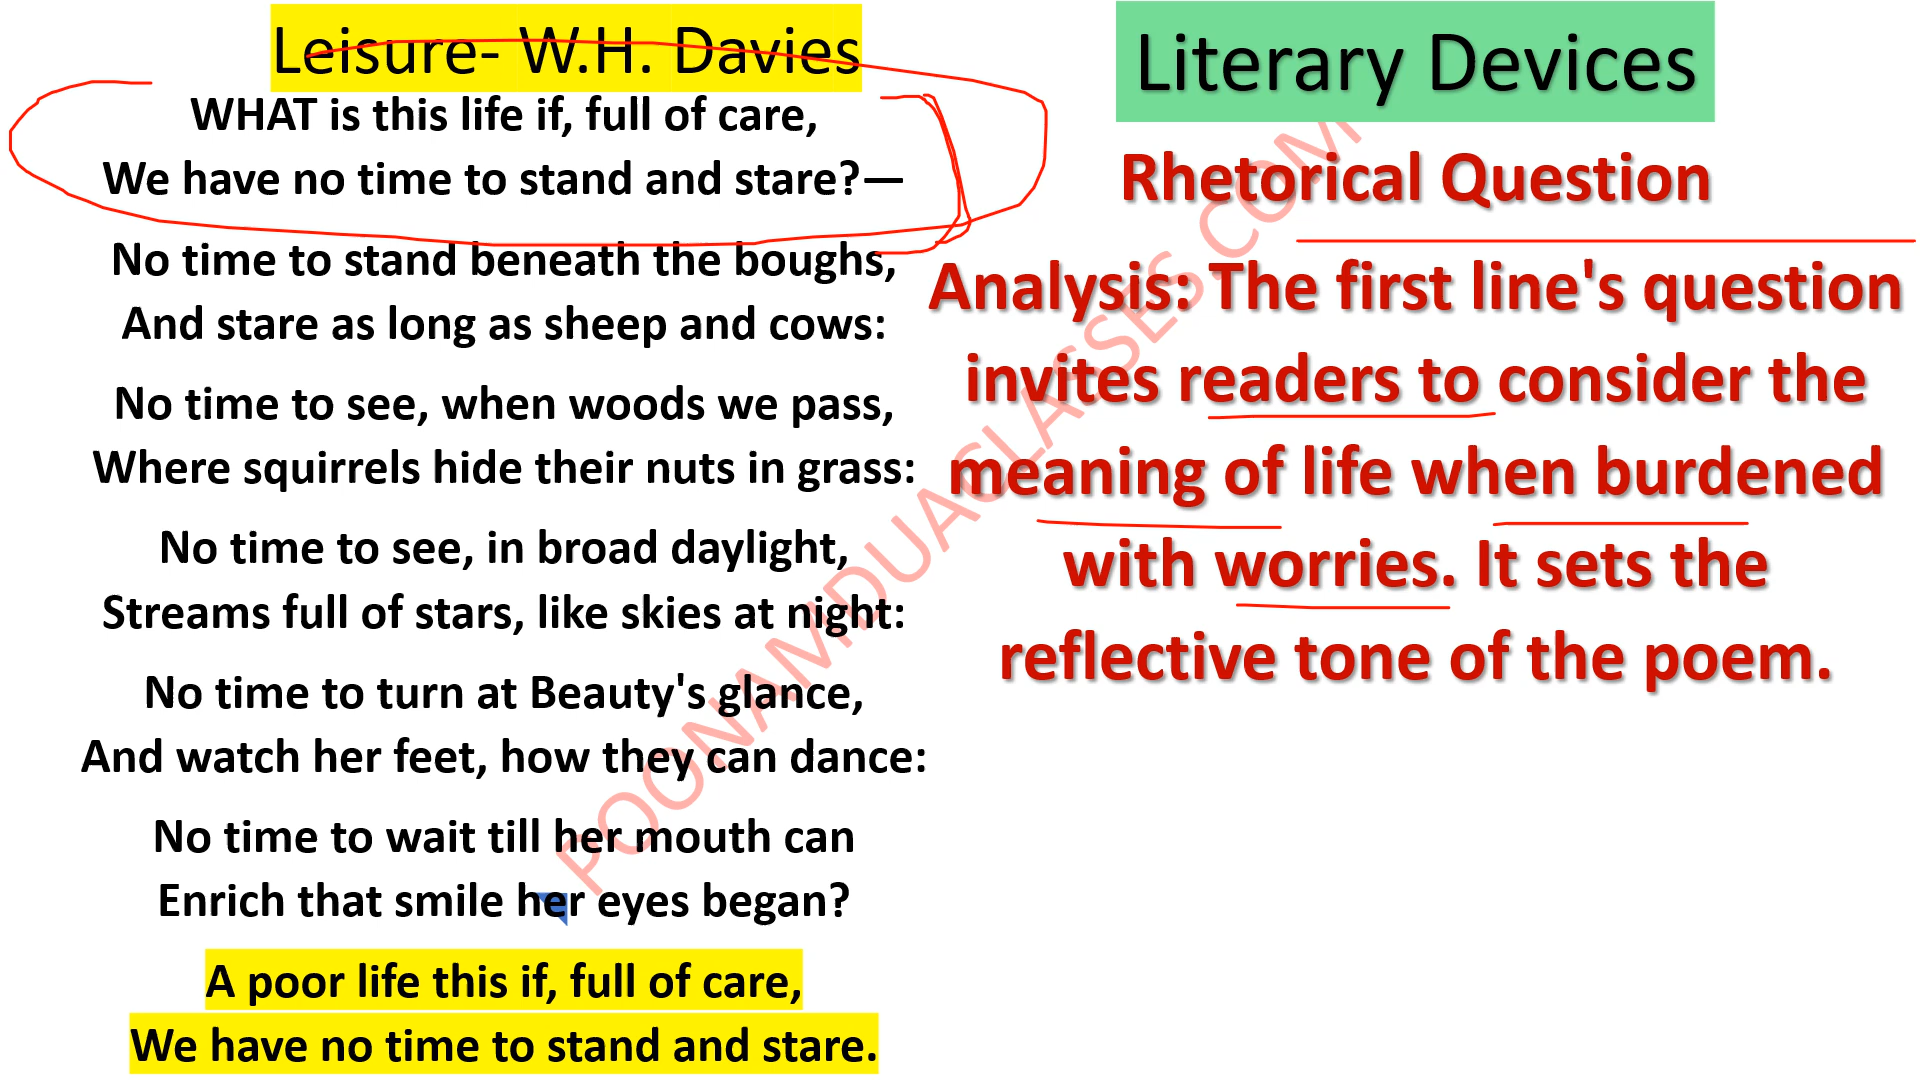 Leisure- W.H. Davies
WHAT is this life if, full of care,
We have no time to stand and stare?—
No time to stand beneath the boughs,
And stare as long as sheep and cows:
No time to see, when woods we pass,
Where squirrels hide their nuts in grass:
No time to see, in broad daylight,
Streams full of stars, like skies at night:
No time to turn at Beauty's glance,
And watch her feet, how they can dance:
No time to wait till her mouth can
Enrich that smile her eyes began?
A poor life this if, full of care,
We have no time to stand and stare.
Literary Devices
Rhetorical Question
Analysis: The first line's question
invites readers to consider the
meaning of life when burdened
with worries. It sets the
reflective tone of the poem.
POONAMDUACLASSES.COM